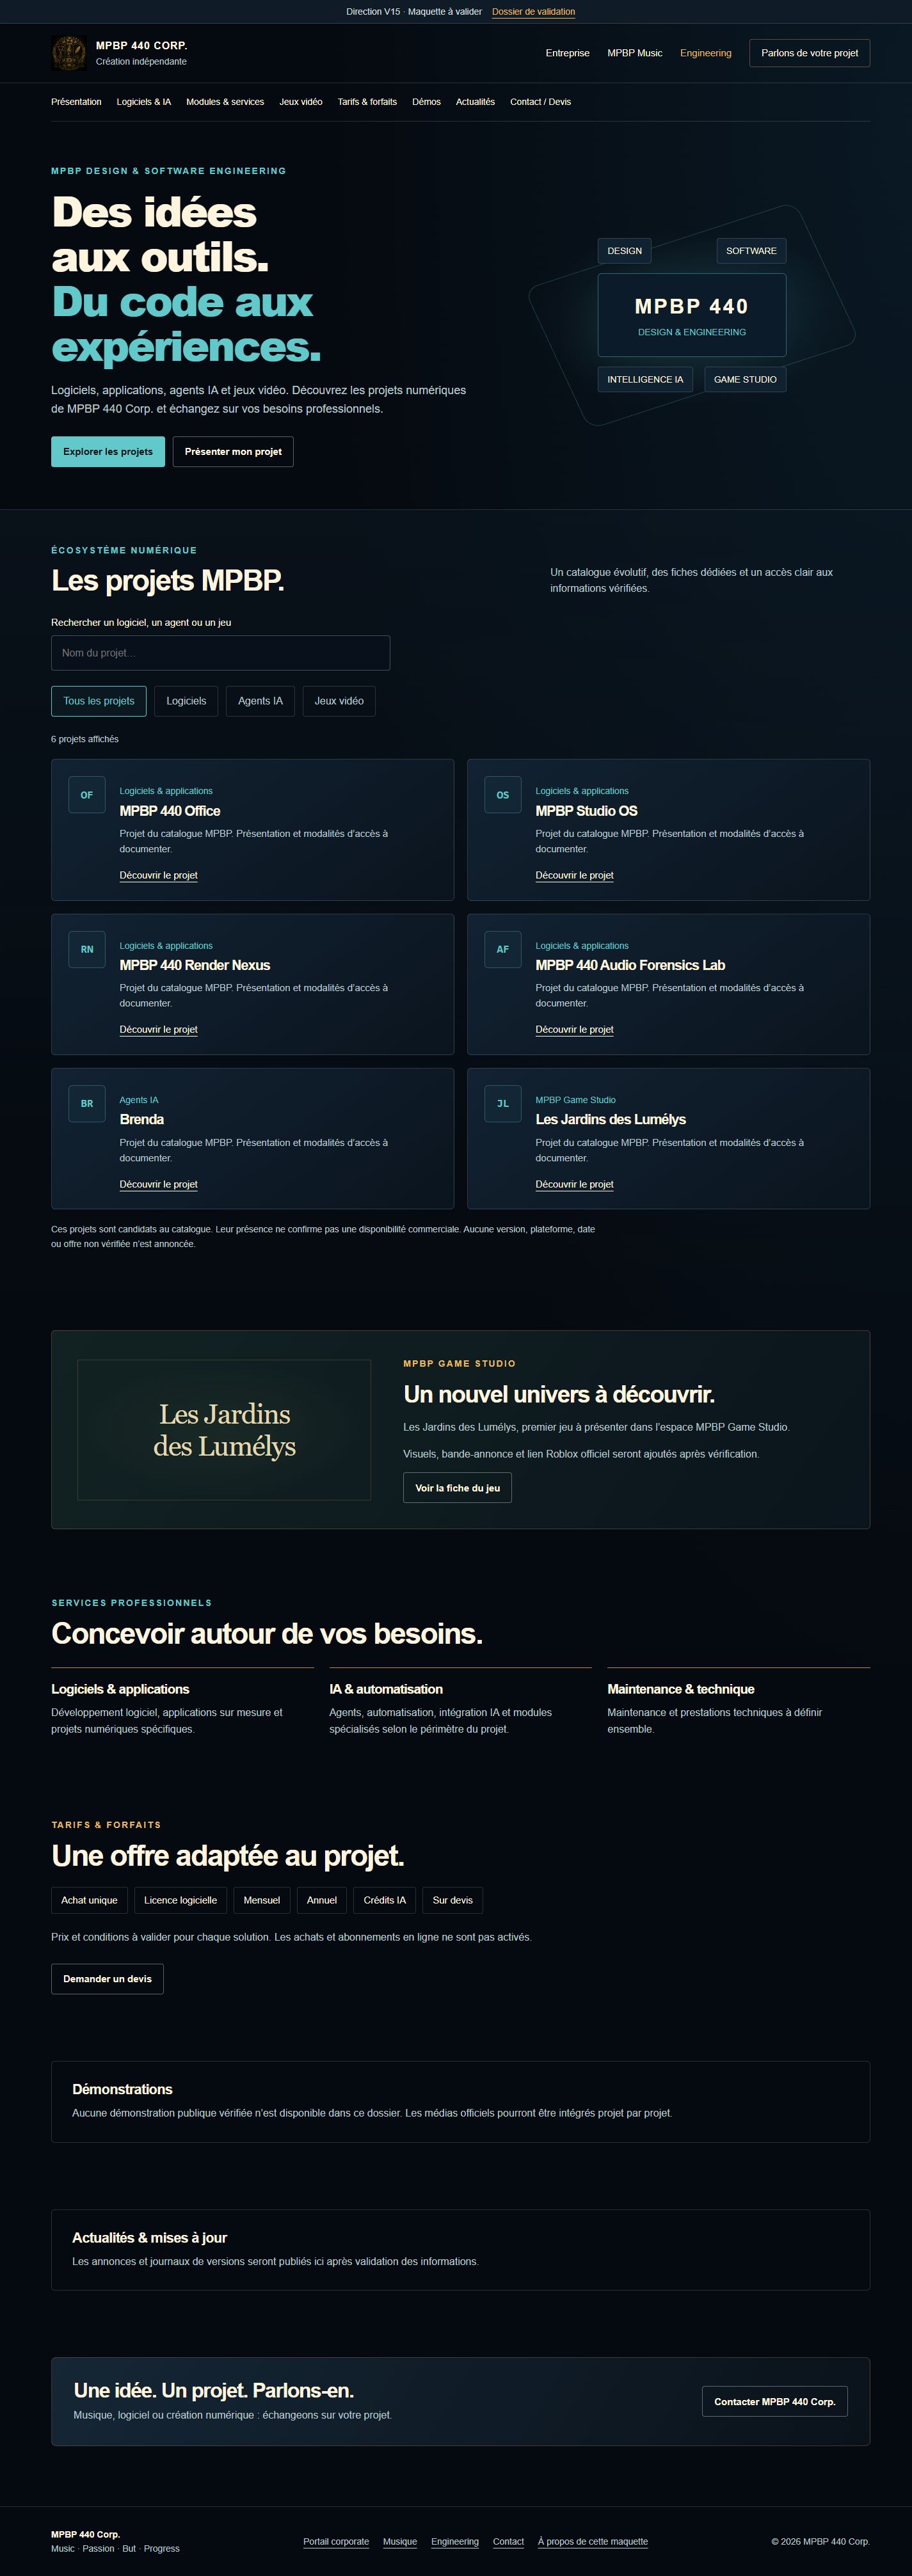 Direction V15 · Maquette à valider Dossier de validation
MPBP 440 CORP.
Création indépendante
Entreprise MPBP Music Engineering Parlons de votre projet
Présentation Logiciels & IA Modules & services Jeux vidéo Tarifs & forfaits Démos Actualités Contact / Devis
MPBP DESIGN & SOFTWARE ENGINEERING
Des idées
aux outils.
Du code aux
expériences.
Logiciels, applications, agents IA et jeux vidéo. Découvrez les projets numériques
de MPBP 440 Corp. et échangez sur vos besoins professionnels.
Explorer les projets Présenter mon projet
DESIGN SOFTWARE
MPBP 440
DESIGN & ENGINEERING
INTELLIGENCE IA GAME STUDIO
ÉCOSYSTÈME NUMÉRIQUE
Les projets MPBP.
Un catalogue évolutif, des fiches dédiées et un accès clair aux
informations vérifiées.
Rechercher un logiciel, un agent ou un jeu
Nom du projet...
Tous les projets Logiciels Agents IA Jeux vidéo
6 projets affichés
OF
Logiciels & applications
MPBP 440 Office
Projet du catalogue MPBP. Présentation et modalités d'accès à
documenter.
Découvrir le projet
OS
Logiciels & applications
MPBP Studio OS
Projet du catalogue MPBP. Présentation et modalités d'accès à
documenter.
Découvrir le projet
RN
Logiciels & applications
MPBP 440 Render Nexus
Projet du catalogue MPBP. Présentation et modalités d'accès à
documenter.
Découvrir le projet
AF
Logiciels & applications
MPBP 440 Audio Forensics Lab
Projet du catalogue MPBP. Présentation et modalités d'accès à
documenter.
Découvrir le projet
BR
Agents IA
Brenda
Projet du catalogue MPBP. Présentation et modalités d'accès à
documenter.
Découvrir le projet
JL
MPBP Game Studio
Les Jardins des Lumélys
Projet du catalogue MPBP. Présentation et modalités d'accès à
documenter.
Découvrir le projet
Ces projets sont candidats au catalogue. Leur présence ne confirme pas une disponibilité commerciale. Aucune version, plateforme, date
ou offre non vérifiée n'est annoncée.
Les Jardins
des Lumélys
MPBP GAME STUDIO
Un nouvel univers à découvrir.
Les Jardins des Lumélys, premier jeu à présenter dans l'espace MPBP Game Studio.
Visuels, bande-annonce et lien Roblox officiel seront ajoutés après vérification.
Voir la fiche du jeu
SERVICES PROFESSIONNELS
Concevoir autour de vos besoins.
Logiciels & applications
Développement logiciel, applications sur mesure et
projets numériques spécifiques.
IA & automatisation
Agents, automatisation, intégration IA et modules
spécialisés selon le périmètre du projet.
Maintenance & technique
Maintenance et prestations techniques à définir
ensemble.
TARIFS & FORFAITS
Une offre adaptée au projet.
Achat unique Licence logicielle Mensuel Annuel Crédits IA Sur devis
Prix et conditions à valider pour chaque solution. Les achats et abonnements en ligne ne sont pas activés.
Demander un devis
Démonstrations
Aucune démonstration publique vérifiée n'est disponible dans ce dossier. Les médias officiels pourront être intégrés projet par projet.
Actualités & mises à jour
Les annonces et journaux de versions seront publiés ici après validation des informations.
Une idée. Un projet. Parlons-en.
Musique, logiciel ou création numérique : échangeons sur votre projet.
Contacter MPBP 440 Corp.
MPBP 440 Corp.
Music · Passion · But · Progress
Portail corporate Musique Engineering Contact À propos de cette maquette
© 2026 MPBP 440 Corp.